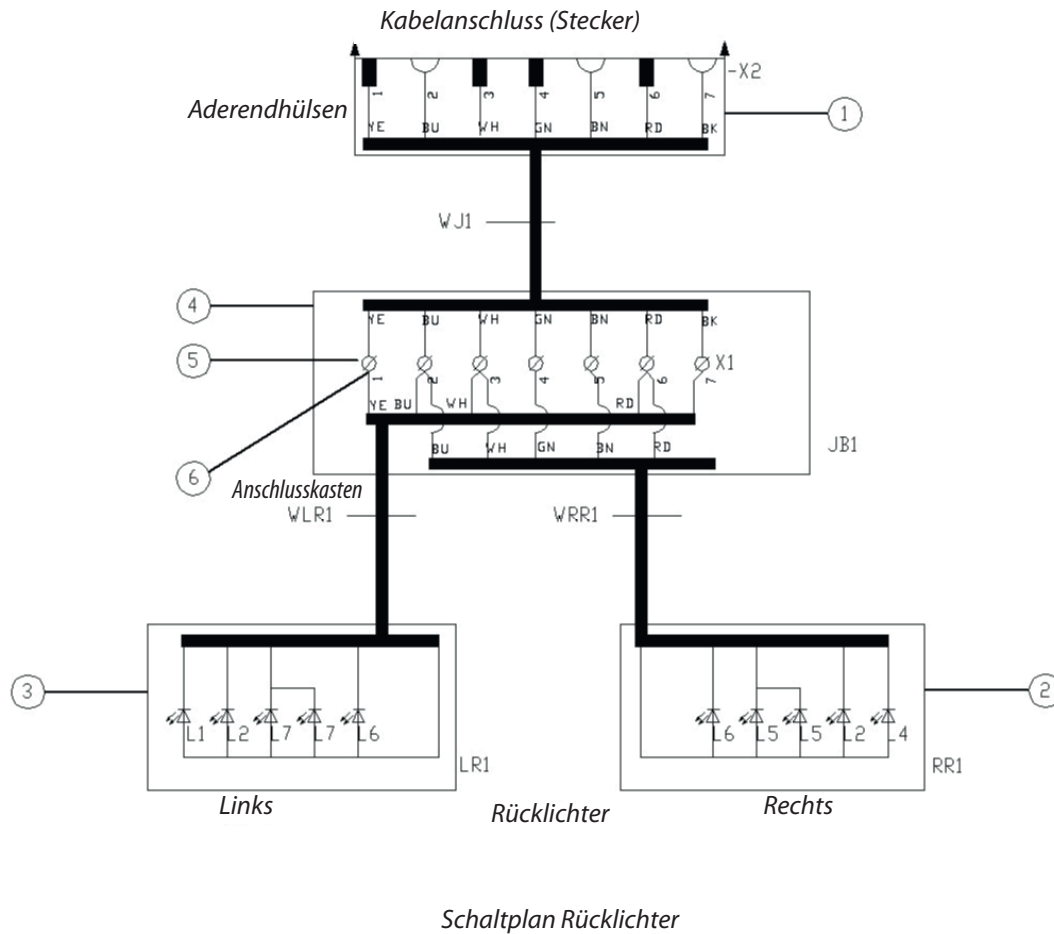 Kabelanschluss (Stecker)
-X2
Aderendhülsen
1 2 3 4 5 6 7
1
YE BU WH GN BN RD BK
WJ1
4
YE BU WH GN BN RD BK
5
X1
1 2 3 4 5 6 7
YE BU WH RD
BU WH GN BN RD
JB1
6
Anschlusskasten
WLR1 WRR1
3
2
L1 L2 L7 L7 L6
L6 L5 L5 L2 L4
LR1
RR1
Links
Rücklichter
Rechts
Schaltplan Rücklichter